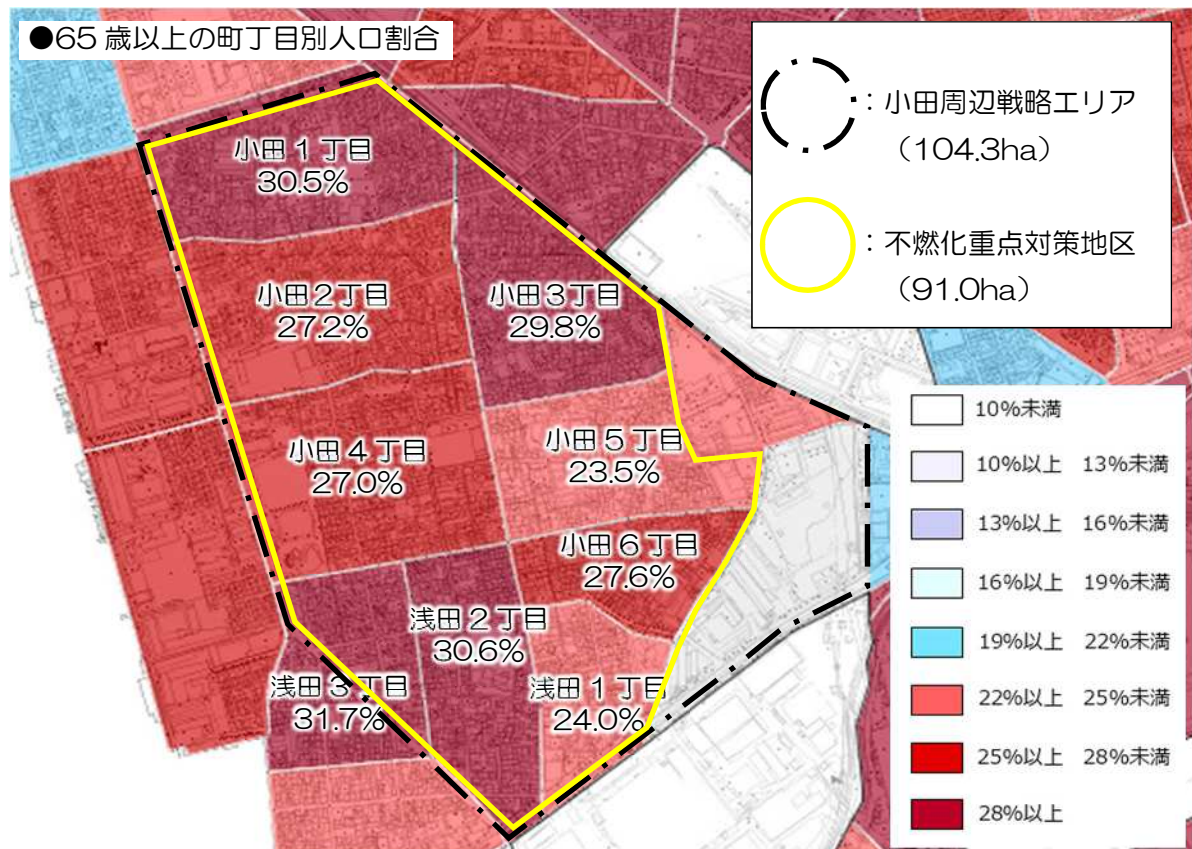 ●65歳以上の町丁目別人口割合
：小田周辺戦略エリア
（104.3ha）
：不燃化重点対策地区
（91.0ha）
小田1丁目
30.5%
小田2丁目
27.2%
小田3丁目
29.8%
小田4丁目
27.0%
小田5丁目
23.5%
小田6丁目
27.6%
浅田2丁目
30.6%
浅田3丁目
31.7%
浅田1丁目
24.0%
10%未満
10%以上 13%未満
13%以上 16%未満
16%以上 19%未満
19%以上 22%未満
22%以上 25%未満
25%以上 28%未満
28%以上